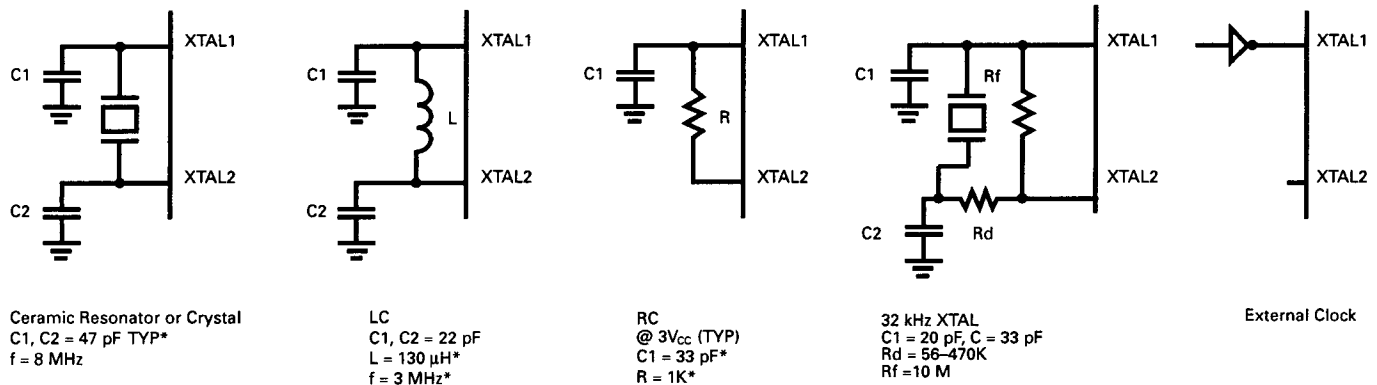 XTAL1
C1
XTAL2
C2
Ceramic Resonator or Crystal
C1, C2 = 47 pF TYP*
f = 8 MHz
XTAL1
C1
L
XTAL2
C2
LC
C1, C2 = 22 pF
L = 130 µH*
f = 3 MHz*
XTAL1
C1
R
XTAL2
RC
@ 3VCC (TYP)
C1 = 33 pF*
R = 1K*
XTAL1
C1
Rf
XTAL2
C2
Rd
32 kHz XTAL
C1 = 20 pF, C = 33 pF
Rd = 56–470K
Rf =10 M
XTAL1
XTAL2
External Clock